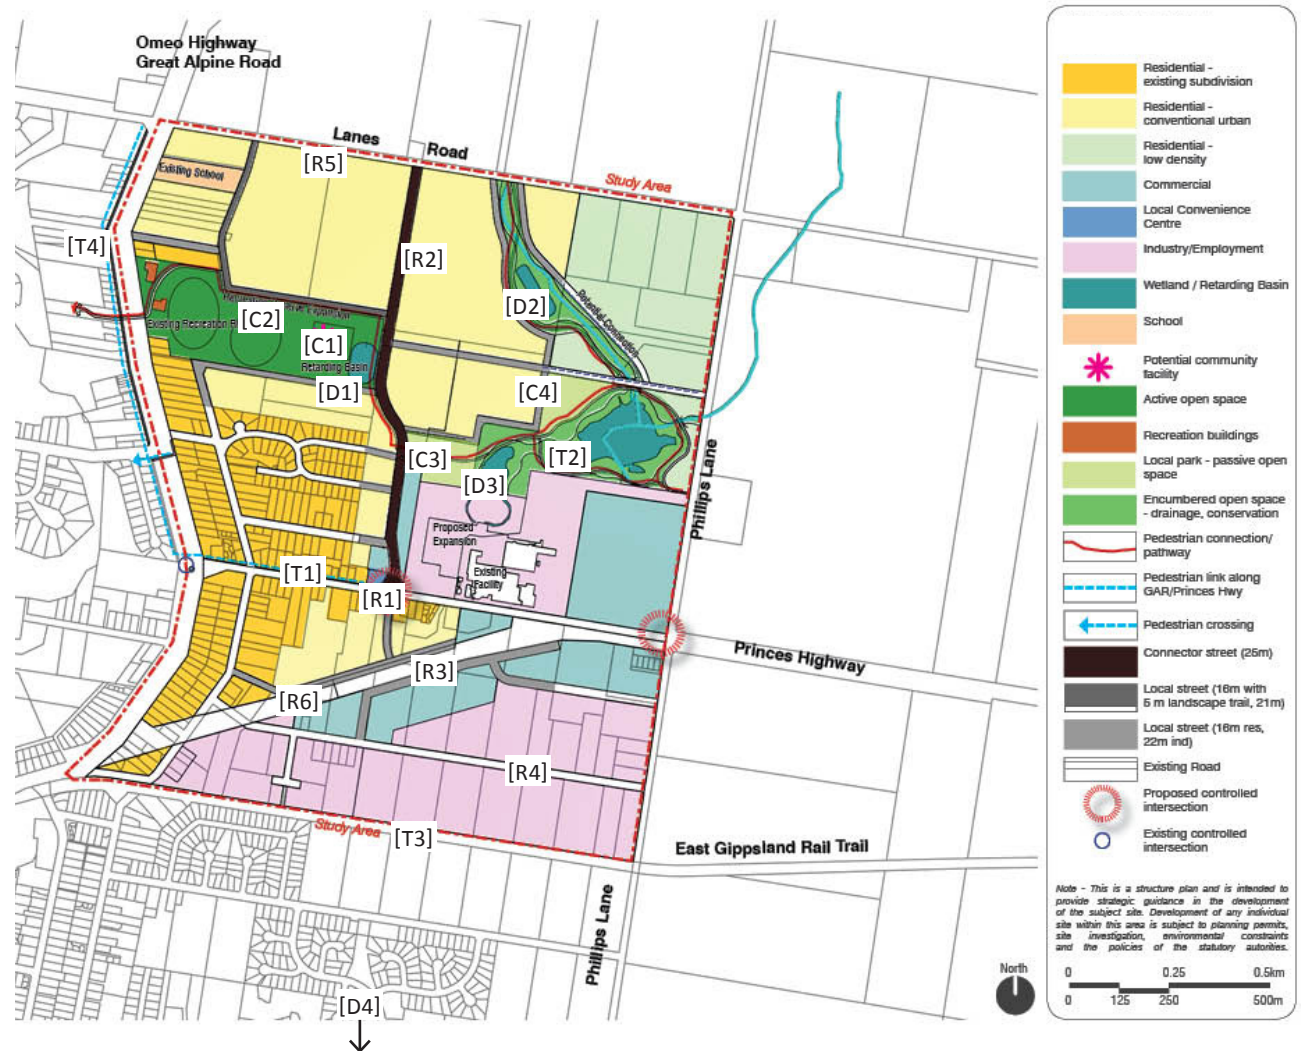 Omeo Highway
Great Alpine Road
Lanes Road
[R5]
Study Area
Existing School
[T4]
[R2]
[D2]
Potential Connection
Existing Recreation
[C2]
[C1]
Retarding Basin
[D1]
[C4]
[C3]
[T2]
[D3]
Phillips Lane
Proposed
Expansion
Existing
Facility
[T1]
[R1]
Princes Highway
[R3]
[R6]
[R4]
Study Area
[T3]
East Gippsland Rail Trail
Phillips Lane
[D4]
North
Residential -
existing subdivision
Residential -
conventional urban
Residential -
low density
Commercial
Local Convenience
Centre
Industry/Employment
Wetland / Retarding Basin
School
Potential community
facility
Active open space
Recreation buildings
Local park - passive open
space
Encumbered open space
- drainage, conservation
Pedestrian connection/
pathway
Pedestrian link along
GAR/Princes Hwy
Pedestrian crossing
Connector street (25m)
Local street (16m with
5 m landscape trail, 21m)
Local street (16m res,
22m ind)
Existing Road
Proposed controlled
intersection
Existing controlled
intersection
Note - This is a structure plan and is intended to
provide strategic guidance in the development
of the subject site. Development of any individual
site within this area is subject to planning permits,
site investigation, environmental constraints
and the policies of the statutory autorities.
0 0.25 0.5km
0 125 250 500m